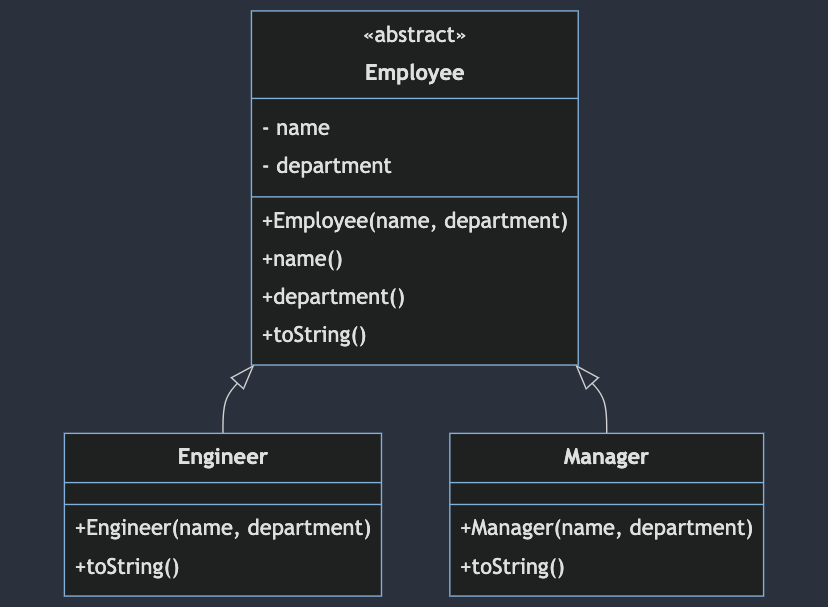 «abstract»
Employee
- name
- department
+Employee(name, department)
+name()
+department()
+toString()
Engineer
+Engineer(name, department)
+toString()
Manager
+Manager(name, department)
+toString()